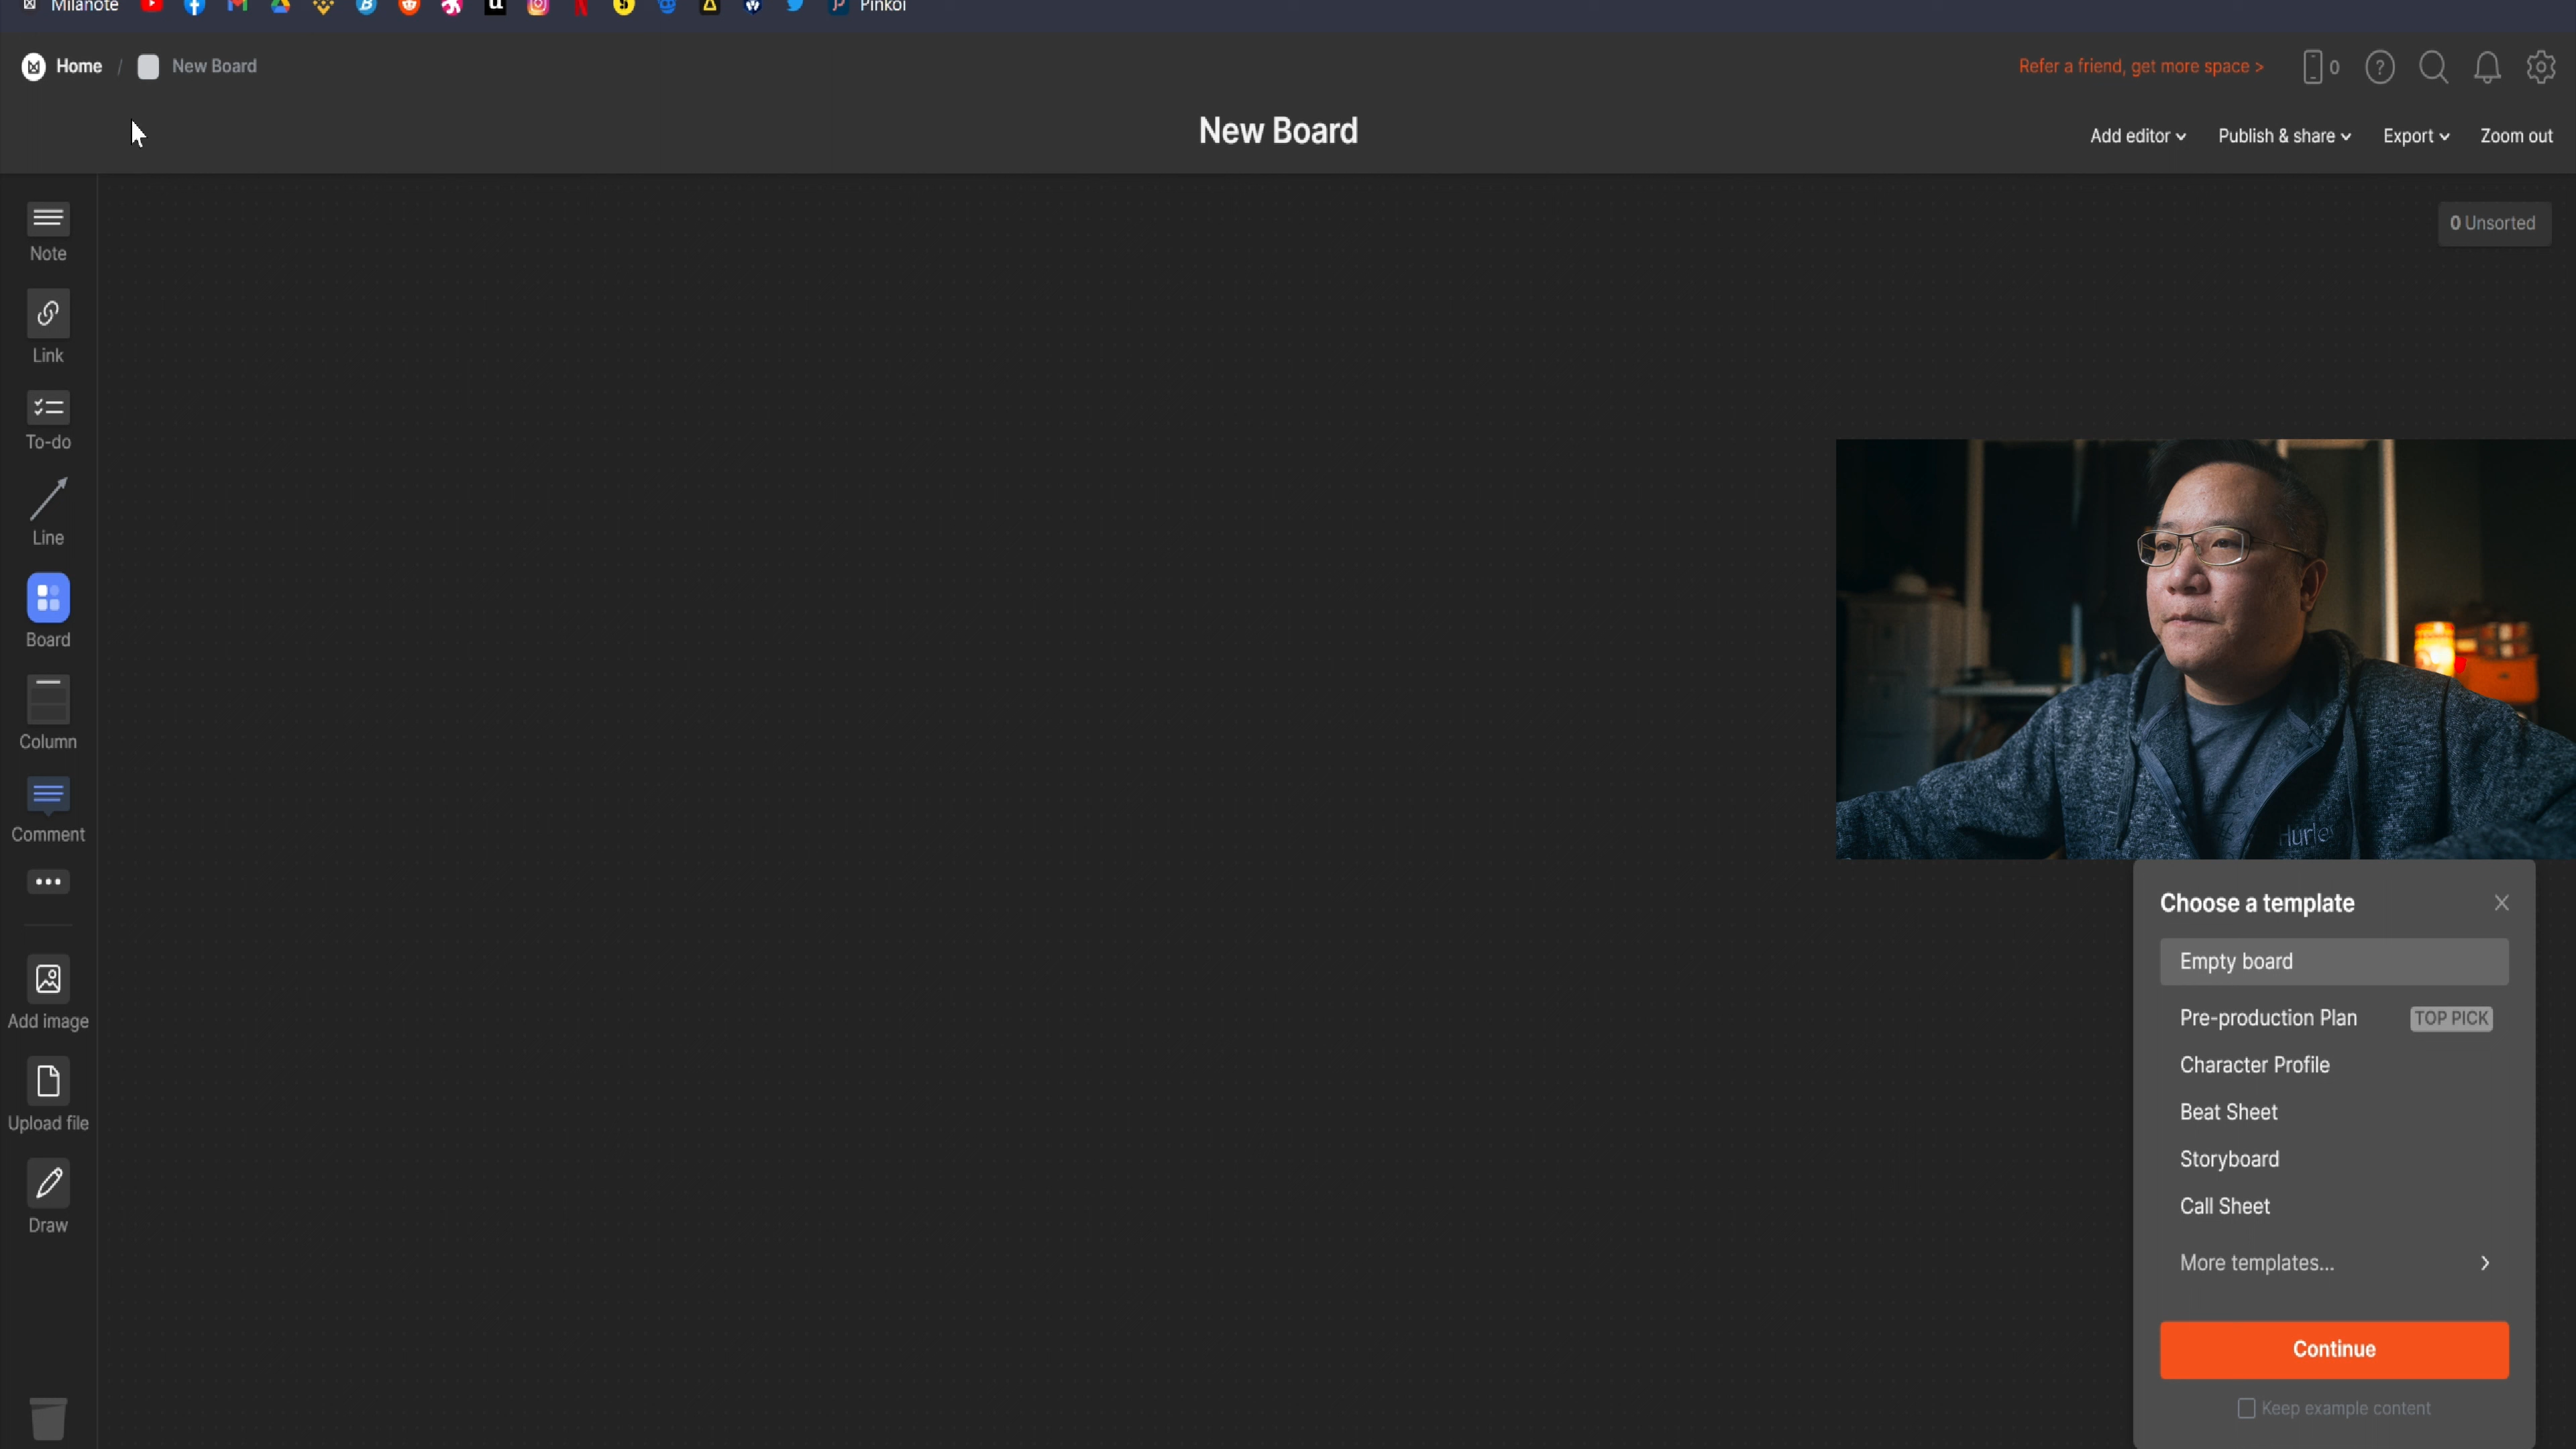 Milanote
Pinkoi
Home / New Board
Refer a friend, get more space >
0
New Board
Add editor
Publish & share
Export
Zoom out
0 Unsorted
Note
Link
To-do
Line
Board
Column
Comment
Add image
Upload file
Draw
Hurley
Choose a template
Empty board
Pre-production Plan TOP PICK
Character Profile
Beat Sheet
Storyboard
Call Sheet
More templates...
Continue
Keep example content